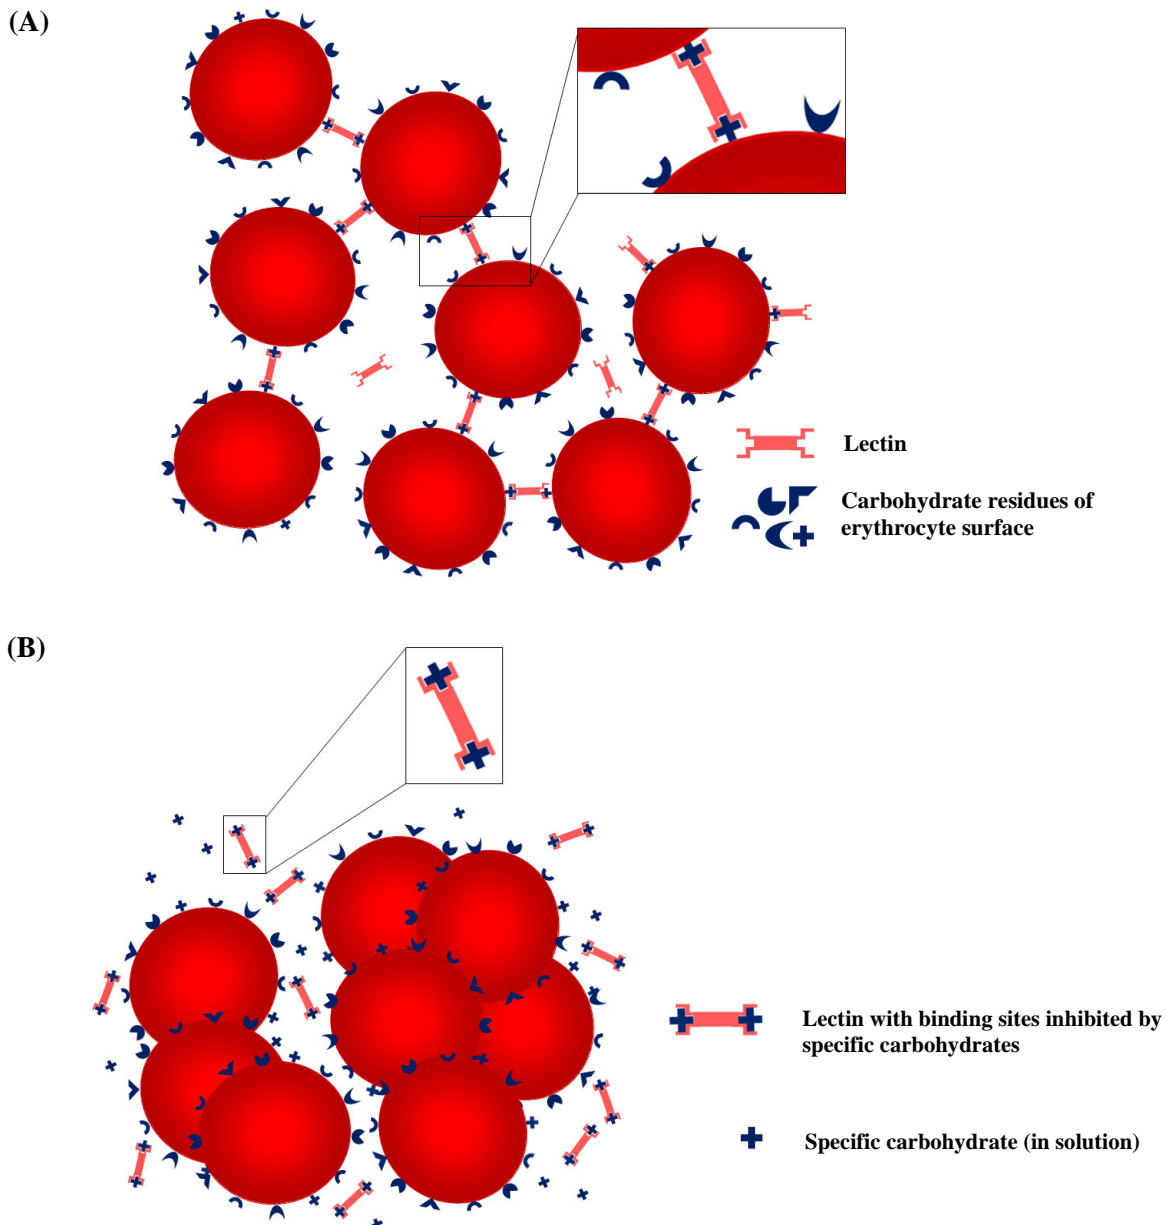 (A)
Lectin
Carbohydrate residues of
erythrocyte surface
(B)
Lectin with binding sites inhibited by
specific carbohydrates
Specific carbohydrate (in solution)